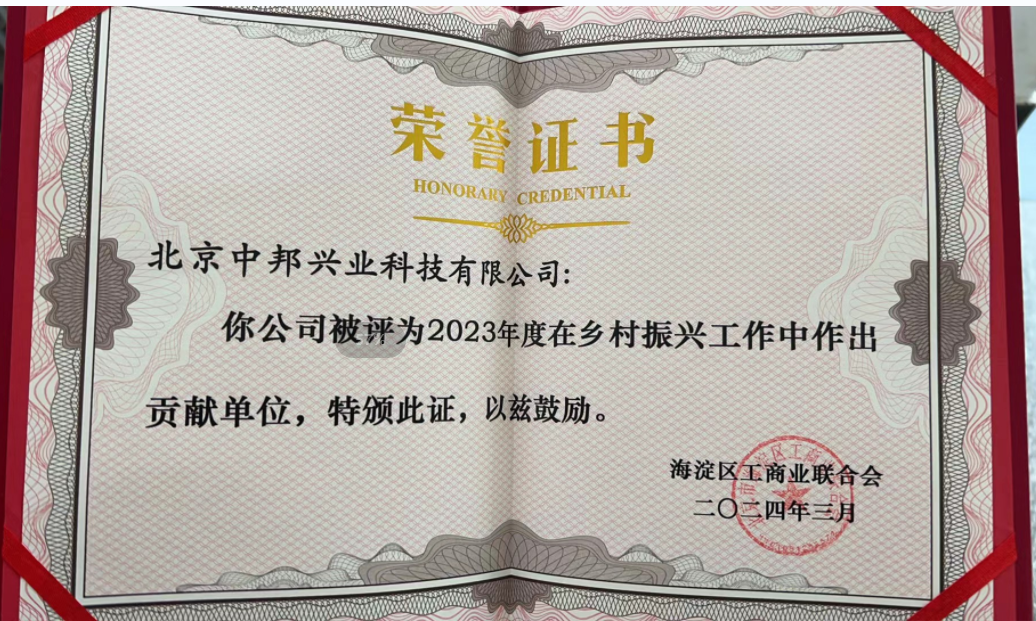 荣誉证书
HONORARY CREDENTIAL
北京中邦兴业科技有限公司:
你公司被评为2023年度在乡村振兴工作中作出
贡献单位，特颁此证，以兹鼓励。
海淀区工商业联合会
二〇二四年三月